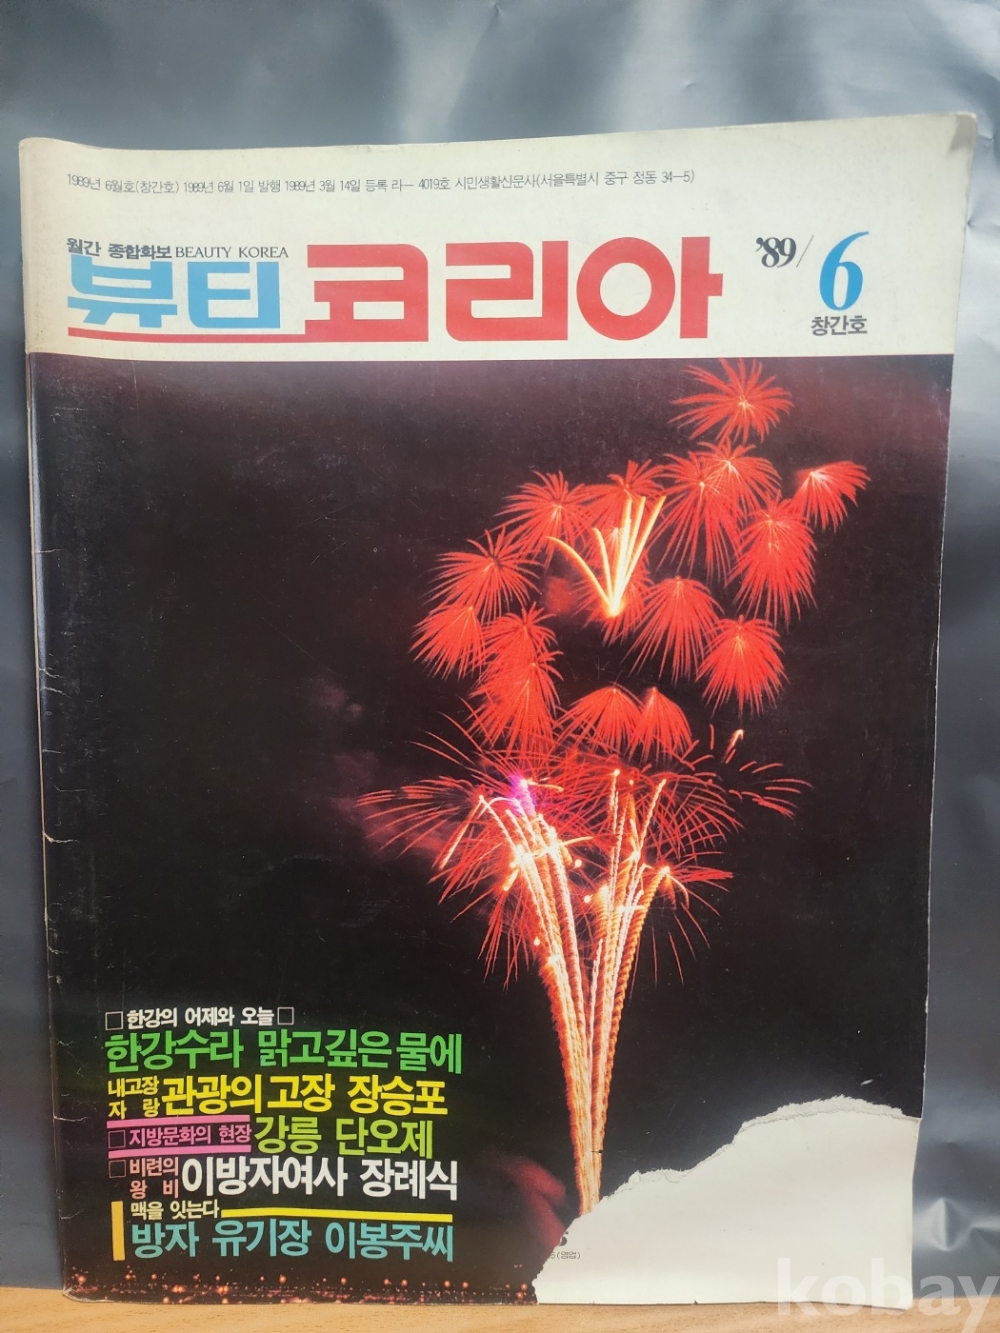 1989년 6월호(창간호) 1989년 6월 1일 발행 1989년 3월 14일 등록 라— 4019호 시민생활신문사(서울특별시 중구 정동 34—5)
월간 종합화보 BEAUTY KOREA
뷰티 코리아
'89/6
창간호
□한강의 어제와 오늘□
한강수라 맑고깊은물에
내고장 자랑 관광의고장 장승포
□지방문화의 현장 강릉 단오제
□비련의 왕비 이방자여사 장례식
맥을 잇는다
방자 유기장 이봉주씨
(영업)
kobay